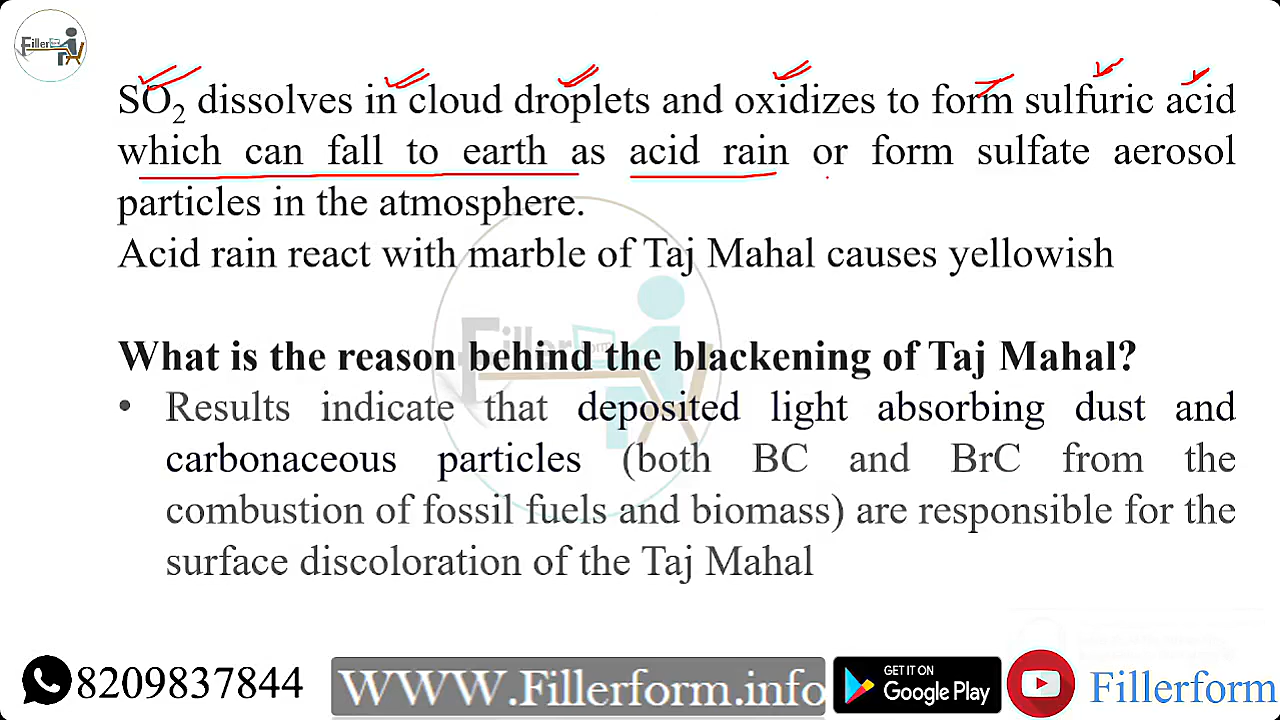 Fillerform
SO₂ dissolves in cloud droplets and oxidizes to form sulfuric acid
which can fall to earth as acid rain or form sulfate aerosol
particles in the atmosphere.
Acid rain react with marble of Taj Mahal causes yellowish
What is the reason behind the blackening of Taj Mahal?
• Results indicate that deposited light absorbing dust and
carbonaceous particles (both BC and BrC from the
combustion of fossil fuels and biomass) are responsible for the
surface discoloration of the Taj Mahal
8209837844
WWW.Fillerform.info
GET IT ON
Google Play
Fillerform